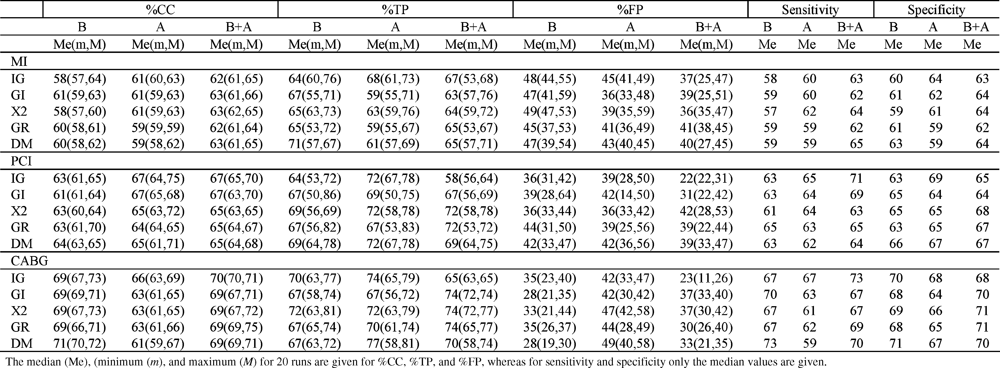 %CC %TP %FP Sensitivity Specificity
B A B+A B A B+A B A B+A B A B+A B A B+A
Me(m,M) Me(m,M) Me(m,M) Me(m,M) Me(m,M) Me(m,M) Me(m,M) Me(m,M) Me(m,M) Me Me Me Me Me Me
MI
IG 58(57,64) 61(60,63) 62(61,65) 64(60,76) 68(61,73) 67(53,68) 48(44,55) 45(41,49) 37(25,47) 58 60 63 60 64 63
GI 61(59,63) 61(59,63) 63(61,66) 67(55,71) 59(55,71) 63(57,76) 47(41,59) 36(33,48) 39(25,51) 59 60 62 61 62 64
X2 58(57,60) 61(59,63) 63(62,65) 65(63,73) 63(59,76) 64(59,72) 49(47,53) 39(35,59) 36(35,47) 57 62 64 59 61 64
GR 60(58,61) 59(59,59) 62(61,64) 65(53,72) 59(55,67) 65(53,67) 45(37,53) 41(36,49) 41(38,45) 59 59 62 61 59 62
DM 60(58,62) 59(58,62) 63(61,65) 71(57,67) 61(57,69) 65(57,71) 47(39,54) 43(40,45) 40(27,45) 59 59 65 63 59 64
PCI
IG 63(61,65) 67(64,75) 67(65,70) 64(53,72) 72(67,78) 58(56,64) 36(31,42) 39(28,50) 22(22,31) 63 65 71 63 69 65
GI 61(61,64) 67(65,68) 67(63,70) 67(50,86) 69(50,75) 67(56,69) 39(28,64) 42(14,50) 31(22,42) 63 64 69 65 64 64
X2 63(60,64) 65(63,72) 65(63,65) 69(56,69) 72(58,78) 72(58,78) 36(33,44) 36(33,42) 42(28,53) 61 64 63 65 65 68
GR 63(61,70) 64(64,65) 65(64,67) 67(56,82) 67(53,83) 72(53,72) 44(31,50) 39(25,56) 39(22,44) 65 63 65 63 65 67
DM 64(63,65) 65(61,71) 65(64,68) 69(64,78) 72(67,78) 69(64,75) 42(33,47) 42(36,56) 39(33,47) 63 62 64 66 67 67
CABG
IG 69(67,73) 66(63,69) 70(70,71) 70(63,77) 74(65,79) 65(63,65) 35(23,40) 42(33,47) 23(11,26) 67 67 73 70 68 68
GI 69(69,71) 63(61,65) 69(67,71) 67(58,74) 67(56,72) 74(72,74) 28(21,35) 42(30,42) 37(33,40) 70 63 67 68 64 70
X2 69(67,73) 63(61,65) 69(67,72) 72(63,81) 72(63,79) 74(72,77) 33(21,44) 47(42,58) 37(30,42) 67 61 67 69 66 71
GR 69(66,71) 63(61,66) 69(69,75) 67(65,74) 70(61,74) 74(65,77) 35(26,37) 44(28,49) 30(26,40) 67 62 69 68 65 71
DM 71(70,72) 61(59,67) 69(69,71) 67(63,72) 77(58,81) 70(58,74) 28(19,30) 49(40,58) 33(21,35) 73 59 70 71 67 70
The median (Me), (minimum (m), and maximum (M) for 20 runs are given for %CC, %TP, and %FP, whereas for sensitivity and specificity only the median values are given.